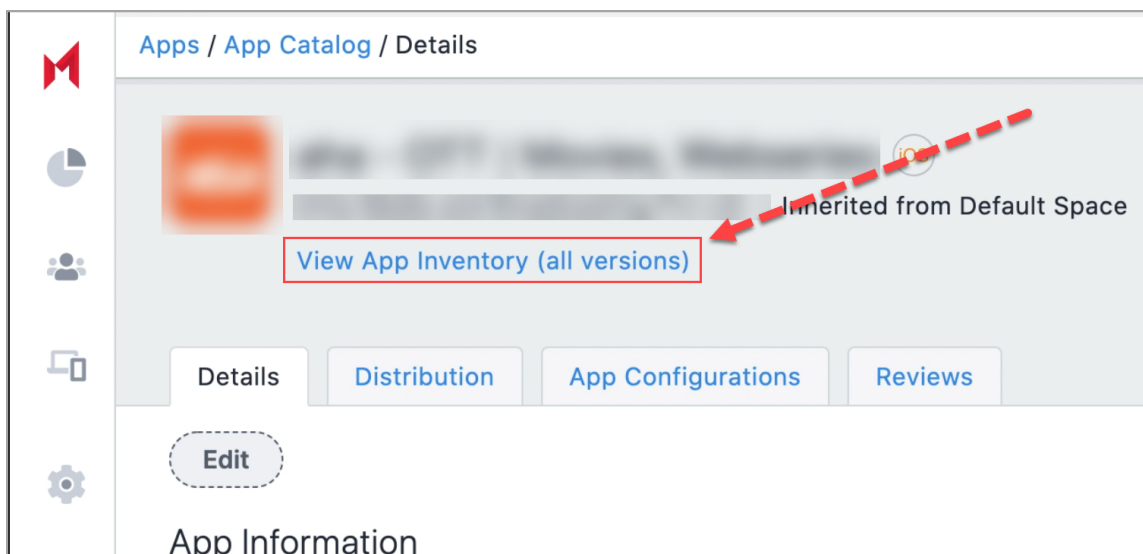 Apps / App Catalog / Details
iOS
Inherited from Default Space
View App Inventory (all versions)
Details
Distribution
App Configurations
Reviews
Edit
App Information